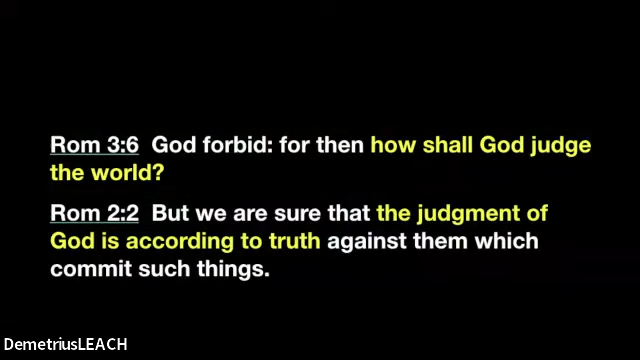 Rom 3:6  God forbid: for then how shall God judge
the world?
Rom 2:2  But we are sure that the judgment of
God is according to truth against them which
commit such things.
DemetriusLEACH